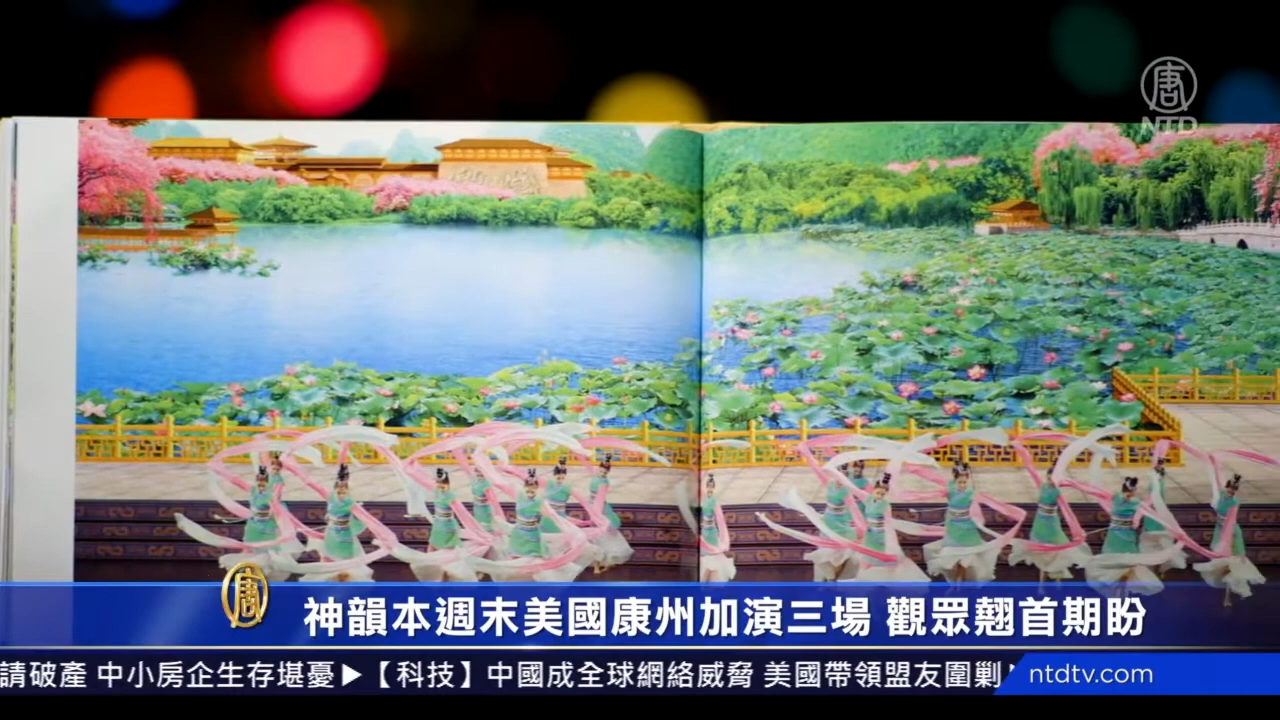 唐
NTD
唐
神韻本週末美國康州加演三場 觀眾翹首期盼
請破產 中小房企生存堪憂▶【科技】中國成全球網絡威脅 美國帶領盟友圍剿
ntdtv.com